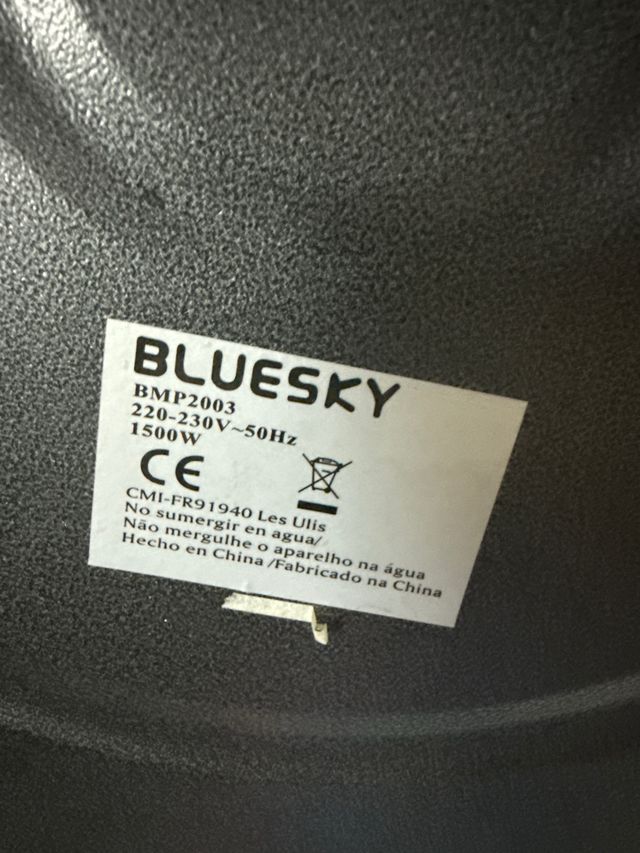 BLUESKY
BMP2003
220-230V~50Hz
1500W
CE
CMI-FR91940 Les Ulis
No sumergir en agua/
Não mergulhe o aparelho na água
Hecho en China /Fabricado na China